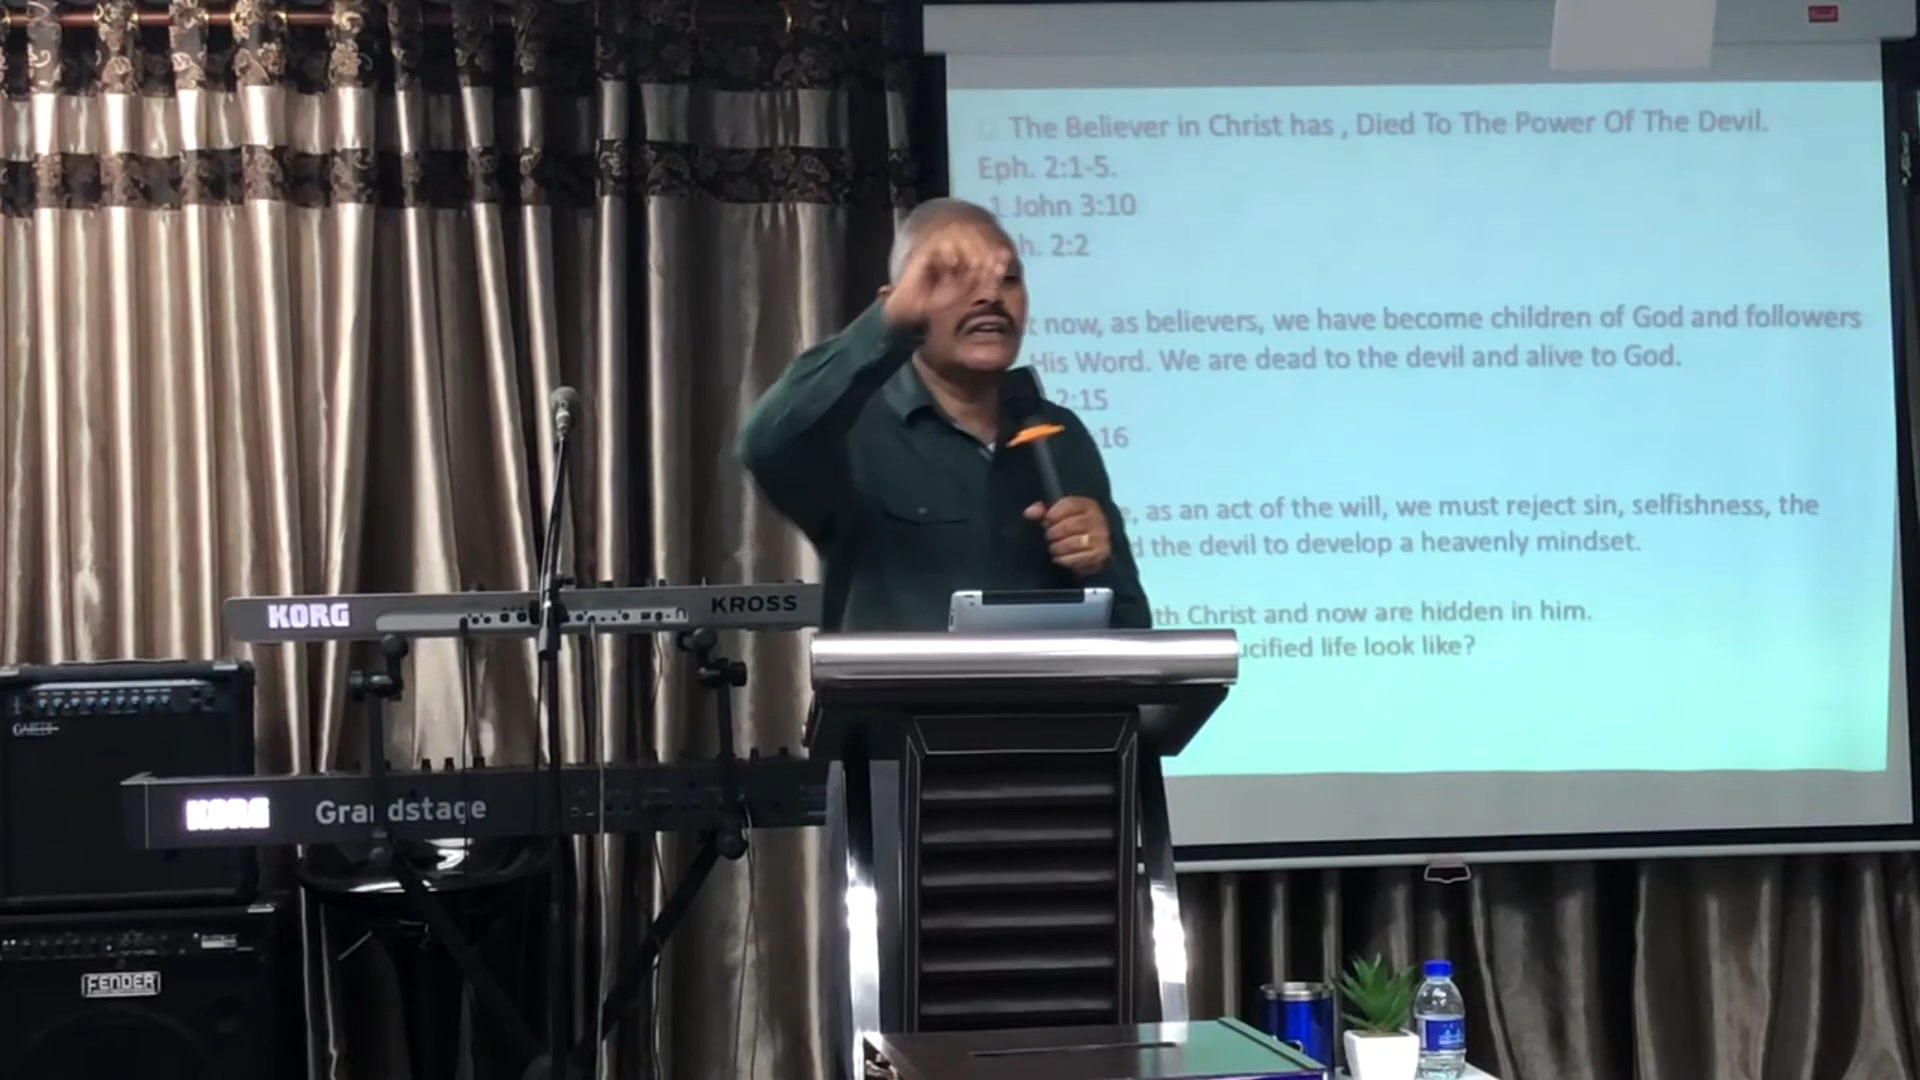 The Believer in Christ has , Died To The Power Of The Devil.
Eph. 2:1-5.
1 John 3:10
h. 2:2
now, as believers, we have become children of God and followers
His Word. We are dead to the devil and alive to God.
2:15
:16
, as an act of the will, we must reject sin, selfishness, the
the devil to develop a heavenly mindset.
th Christ and now are hidden in him.
ucified life look like?
KORG KROSS
KORG Grandstage
FENDER